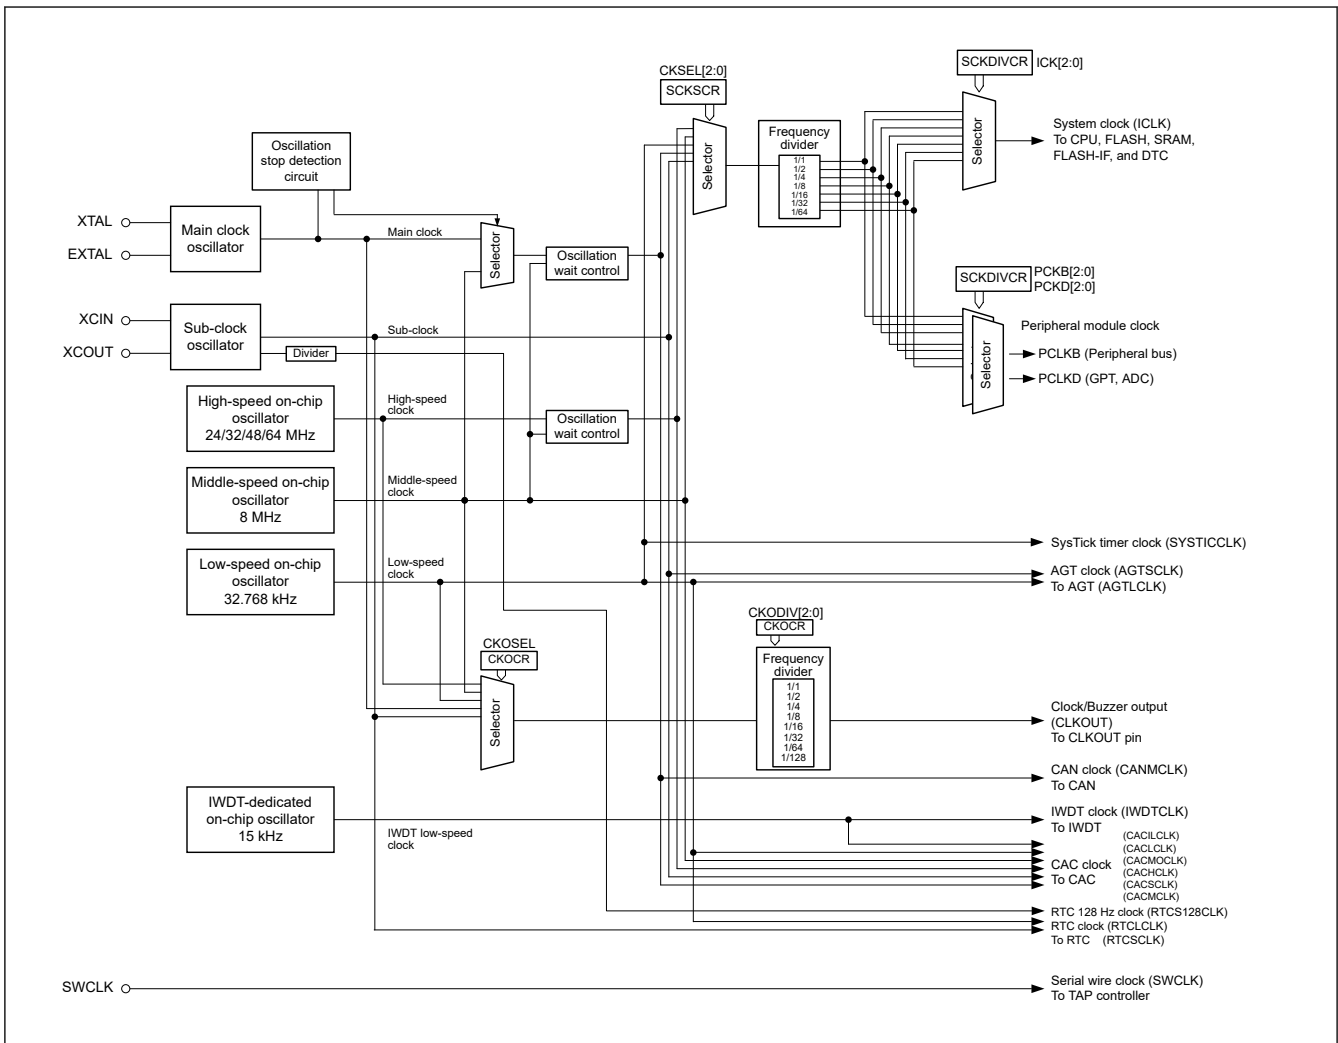 SCKDIVCR ICK[2:0]
CKSEL[2:0]
SCKSCR
Selector
System clock (ICLK)
To CPU, FLASH, SRAM,
FLASH-IF, and DTC
Oscillation
stop detection
circuit
Selector
Frequency
divider
1/1
1/2
1/4
1/8
1/16
1/32
1/64
XTAL
EXTAL
Main clock
oscillator
Main clock
Selector
Oscillation
wait control
SCKDIVCR
PCKB[2:0]
PCKD[2:0]
XCIN
XCOUT
Sub-clock
oscillator
Sub-clock
Divider
Selector
Peripheral module clock
PCLKB (Peripheral bus)
PCLKD (GPT, ADC)
High-speed on-chip
oscillator
24/32/48/64 MHz
High-speed
clock
Oscillation
wait control
Middle-speed on-chip
oscillator
8 MHz
Middle-speed
clock
SysTick timer clock (SYSTICCLK)
Low-speed on-chip
oscillator
32.768 kHz
Low-speed
clock
AGT clock (AGTSCLK)
To AGT (AGTLCLK)
CKOSEL
CKOCR
Selector
CKODIV[2:0]
CKOCR
Frequency
divider
1/1
1/2
1/4
1/8
1/16
1/32
1/64
1/128
Clock/Buzzer output
(CLKOUT)
To CLKOUT pin
CAN clock (CANMCLK)
To CAN
IWDT-dedicated
on-chip oscillator
15 kHz
IWDT low-speed
clock
IWDT clock (IWDTCLK)
To IWDT
CAC clock
To CAC
(CACILCLK)
(CACLCLK)
(CACMOCLK)
(CACHCLK)
(CACSCLK)
(CACMCLK)
RTC 128 Hz clock (RTCS128CLK)
RTC clock (RTCLCLK)
To RTC (RTCSCLK)
SWCLK
Serial wire clock (SWCLK)
To TAP controller